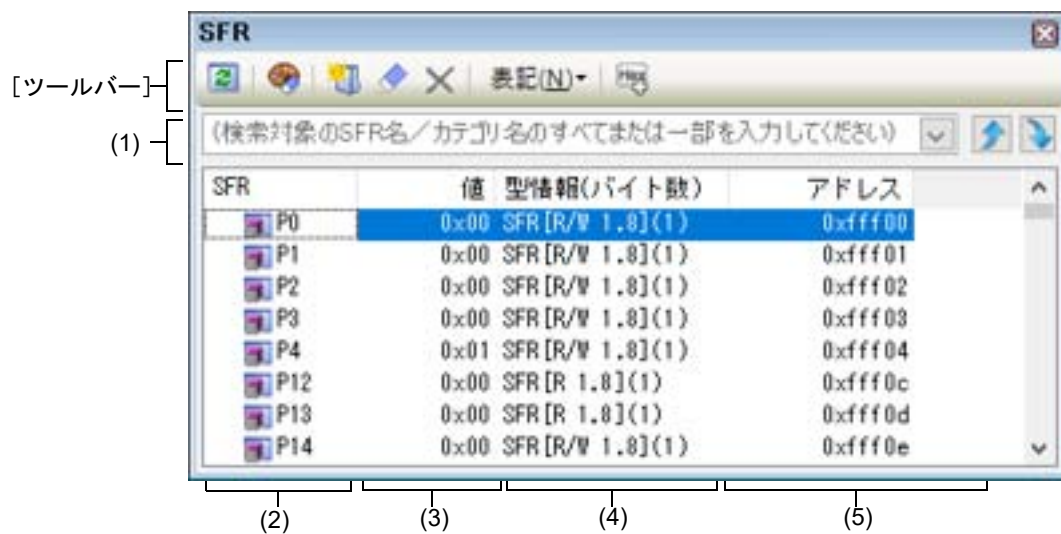 SFR
[ツールバー]
表記(N)
HEX
(1)
(検索対象のSFR名／カテゴリ名のすべてまたは一部を入力してください)
SFR 値 型情報(バイト数) アドレス
P0 0x00 SFR[R/W 1.8](1) 0xfff00
P1 0x00 SFR[R/W 1.8](1) 0xfff01
P2 0x00 SFR[R/W 1.8](1) 0xfff02
P3 0x00 SFR[R/W 1.8](1) 0xfff03
P4 0x01 SFR[R/W 1.8](1) 0xfff04
P12 0x00 SFR[R 1.8](1) 0xfff0c
P13 0x00 SFR[R 1.8](1) 0xfff0d
P14 0x00 SFR[R/W 1.8](1) 0xfff0e
(2) (3) (4) (5)